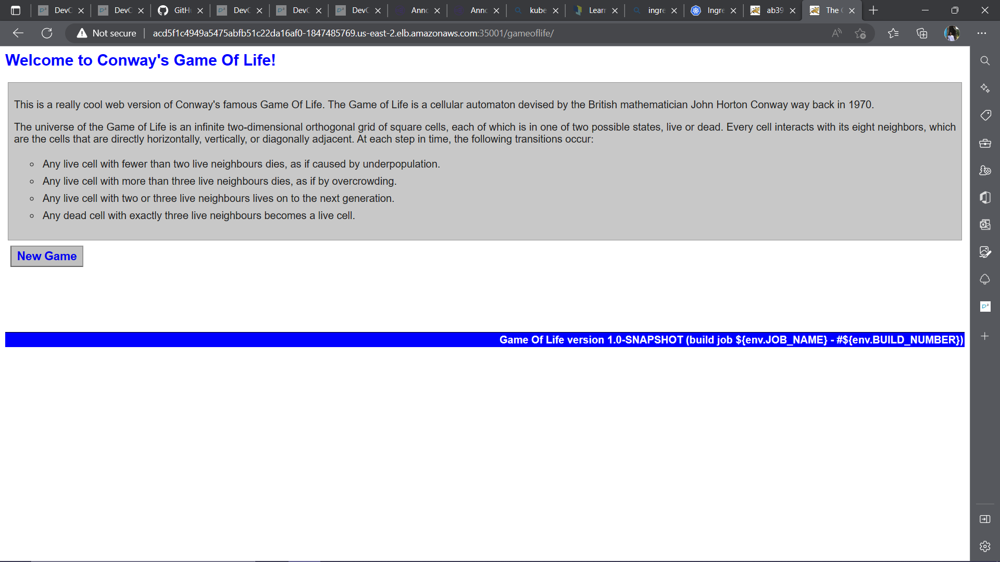 DevC
DevC
GitH
DevC
DevC
DevC
Anno
Anno
kube
Learn
ingre
Ingre
ab39
The
Not secure
acd5f1c4949a5475abfb51c22da16af0-1847485769.us-east-2.elb.amazonaws.com:35001/gameoflife/
Welcome to Conway's Game Of Life!
This is a really cool web version of Conway's famous Game Of Life. The Game of Life is a cellular automaton devised by the British mathematician John Horton Conway way back in 1970.
The universe of the Game of Life is an infinite two-dimensional orthogonal grid of square cells, each of which is in one of two possible states, live or dead. Every cell interacts with its eight neighbors, which
are the cells that are directly horizontally, vertically, or diagonally adjacent. At each step in time, the following transitions occur:
Any live cell with fewer than two live neighbours dies, as if caused by underpopulation.
Any live cell with more than three live neighbours dies, as if by overcrowding.
Any live cell with two or three live neighbours lives on to the next generation.
Any dead cell with exactly three live neighbours becomes a live cell.
New Game
Game Of Life version 1.0-SNAPSHOT (build job ${env.JOB_NAME} - #${env.BUILD_NUMBER})